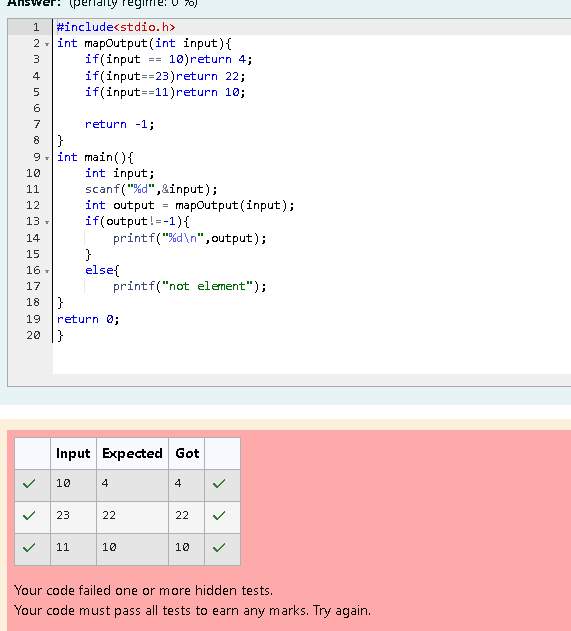 Answer: (penalty regime: 0 %)
1 #include<stdio.h>
2 int mapOutput(int input){
3     if(input == 10)return 4;
4     if(input==23)return 22;
5     if(input==11)return 10;
6
7     return -1;
8 }
9 int main(){
10     int input;
11     scanf("%d",&input);
12     int output = mapOutput(input);
13     if(output!=-1){
14         printf("%d\n",output);
15     }
16     else{
17         printf("not element");
18 }
19 return 0;
20 }
Input Expected Got
10 4 4
23 22 22
11 10 10
Your code failed one or more hidden tests.
Your code must pass all tests to earn any marks. Try again.